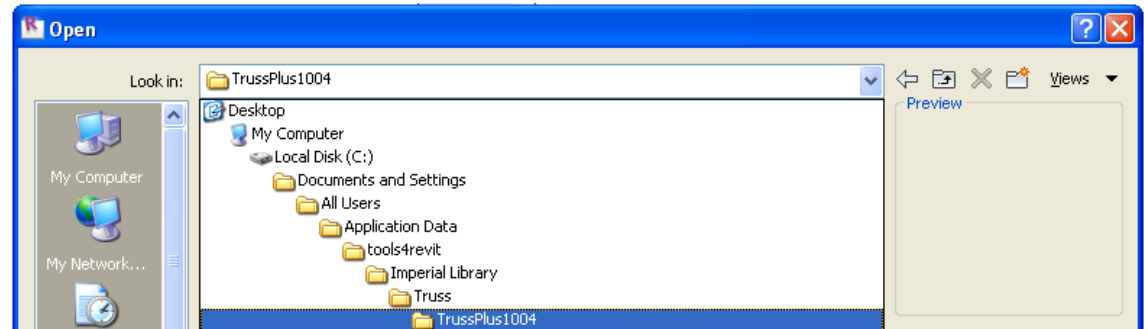 Open
Look in: TrussPlus1004 Views
Preview
Desktop
My Computer
Local Disk (C:)
Documents and Settings
All Users
Application Data
tools4revit
Imperial Library
Truss
TrussPlus1004
My Computer
My Network...